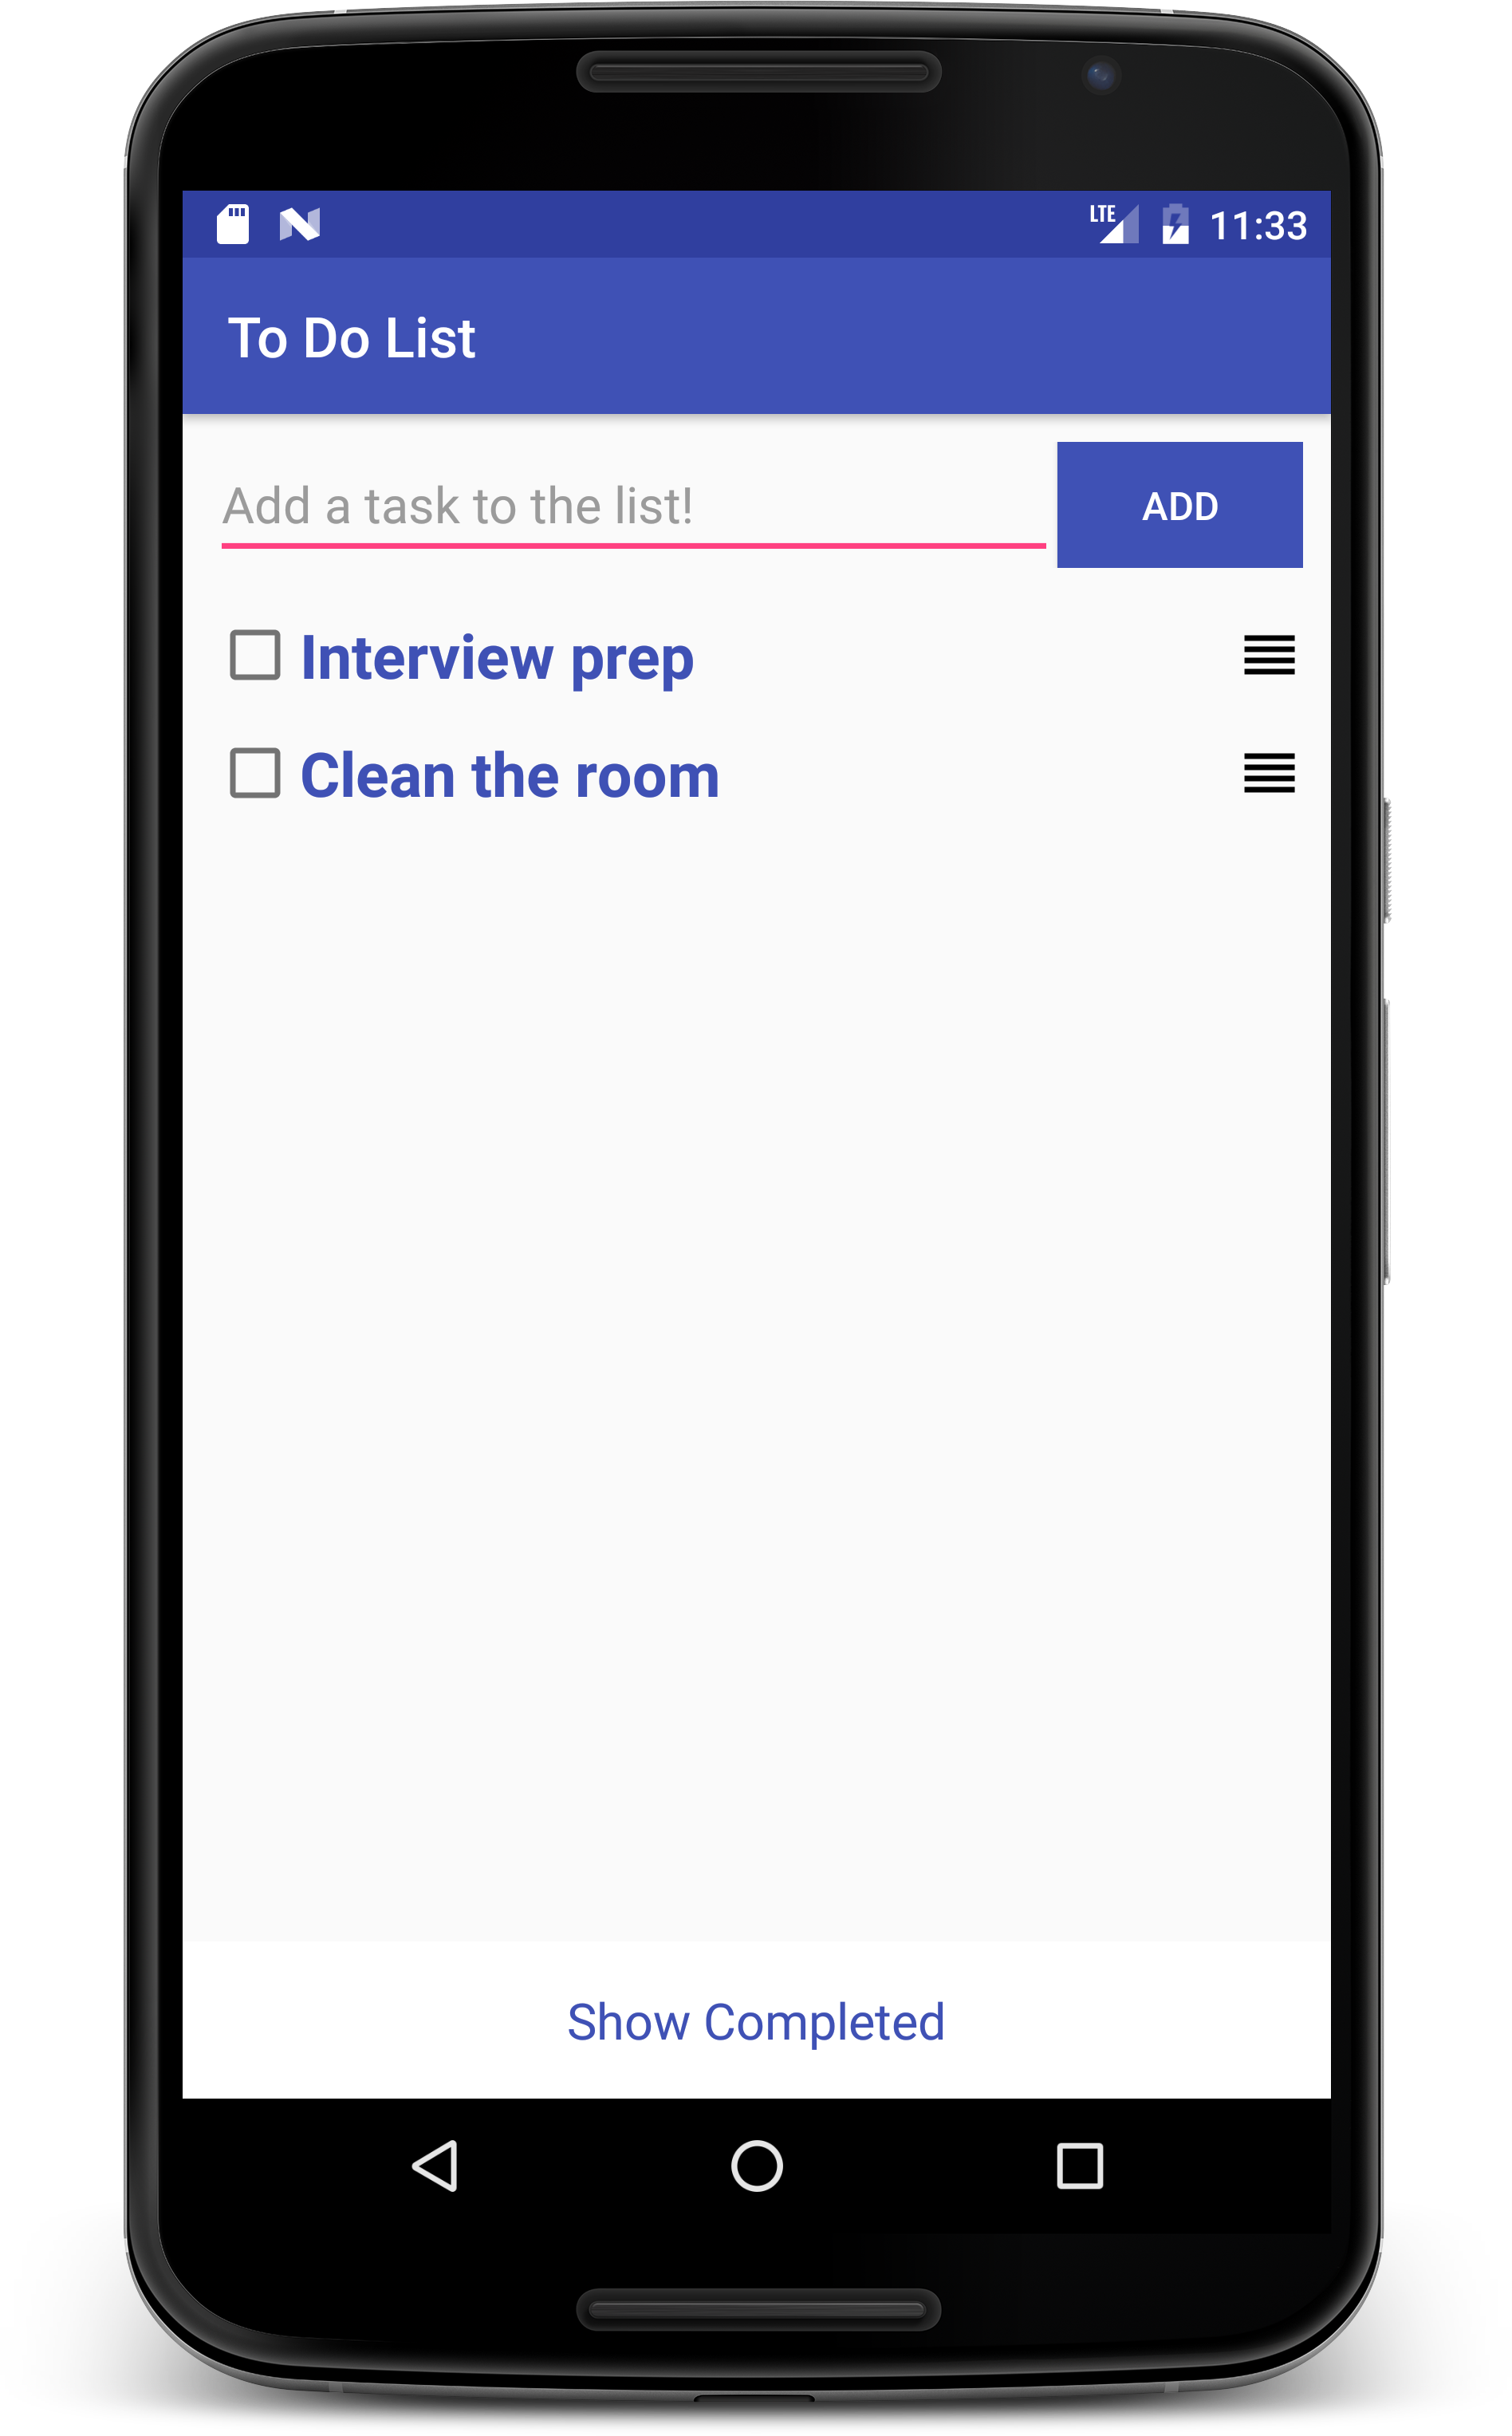 LTE 11:33
To Do List
Add a task to the list! ADD
Interview prep
Clean the room
Show Completed